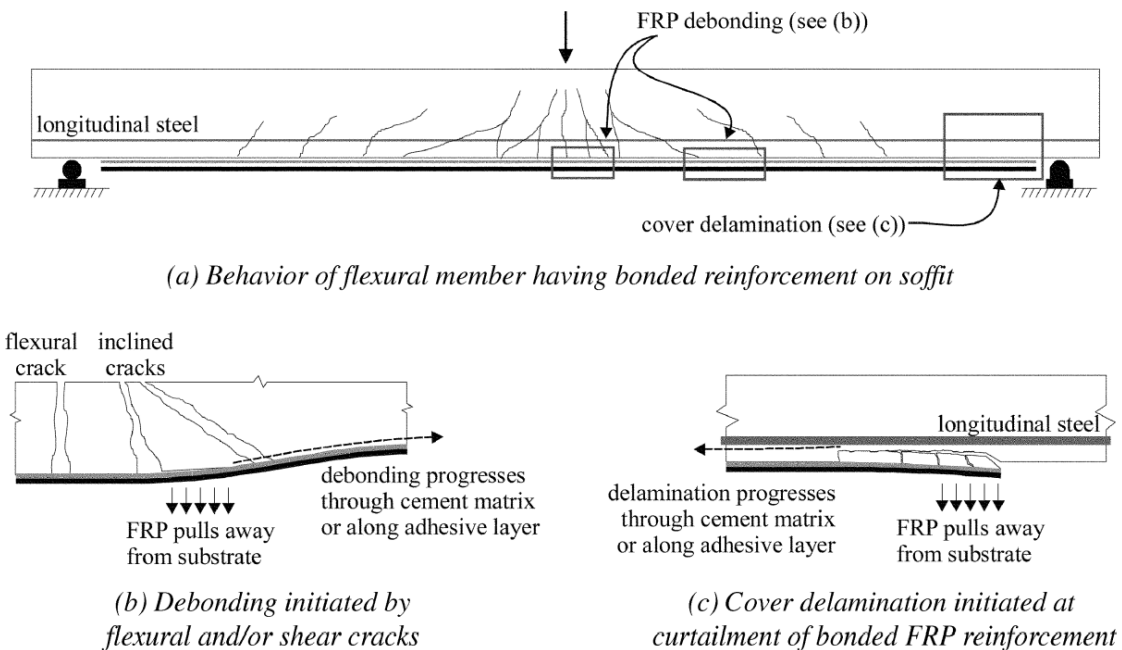 FRP debonding (see (b))
longitudinal steel
cover delamination (see (c))
(a) Behavior of flexural member having bonded reinforcement on soffit
flexural
crack
inclined
cracks
debonding progresses
through cement matrix
or along adhesive layer
FRP pulls away
from substrate
(b) Debonding initiated by
flexural and/or shear cracks
longitudinal steel
delamination progresses
through cement matrix
or along adhesive layer
FRP pulls away
from substrate
(c) Cover delamination initiated at
curtailment of bonded FRP reinforcement